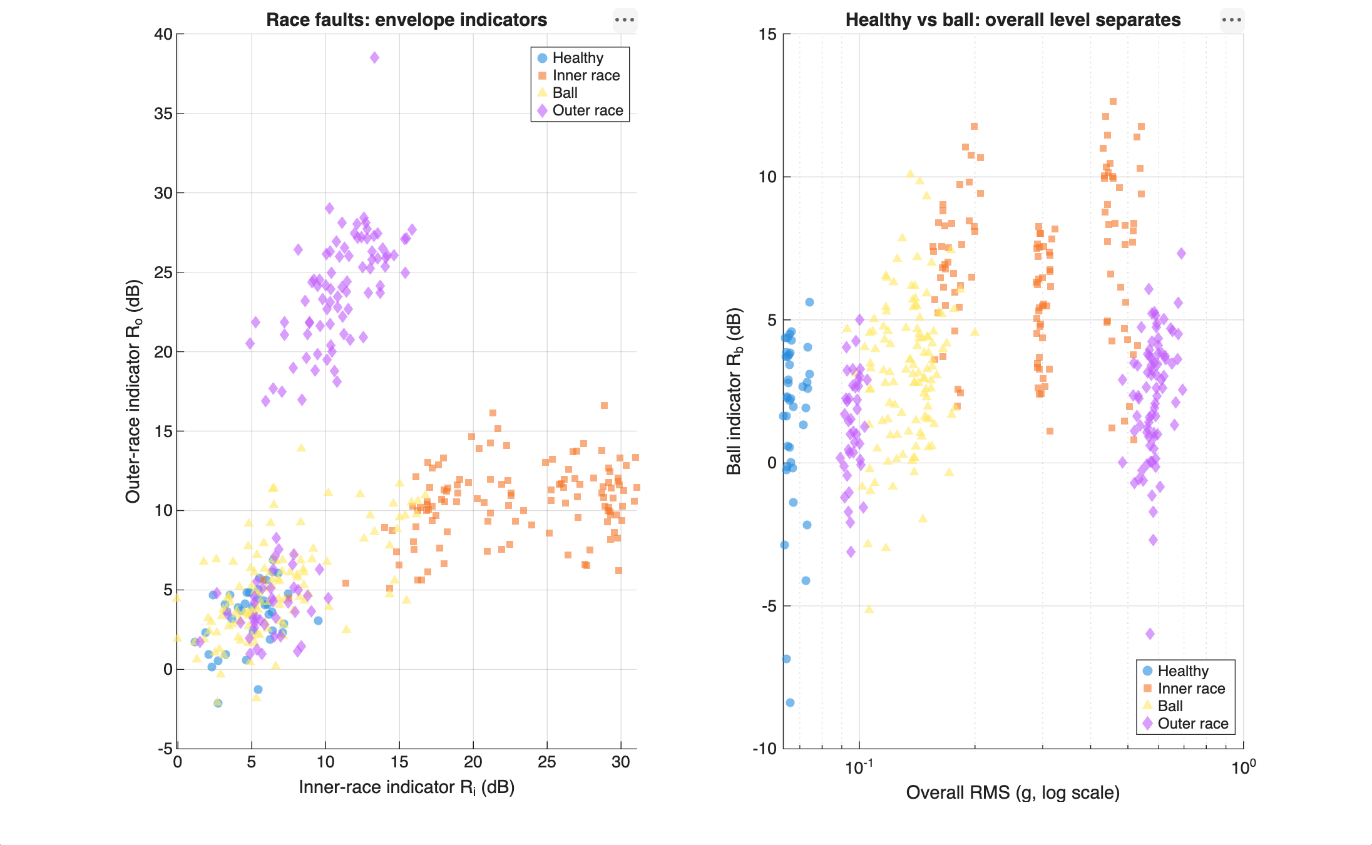 Race faults: envelope indicators
40
35
30
25
20
15
10
5
0
-5
Outer-race indicator Ro (dB)
0 5 10 15 20 25 30
Inner-race indicator Ri (dB)
Healthy
Inner race
Ball
Outer race
Healthy vs ball: overall level separates
15
10
5
0
-5
-10
Ball indicator Rb (dB)
10-1 100
Overall RMS (g, log scale)
Healthy
Inner race
Ball
Outer race